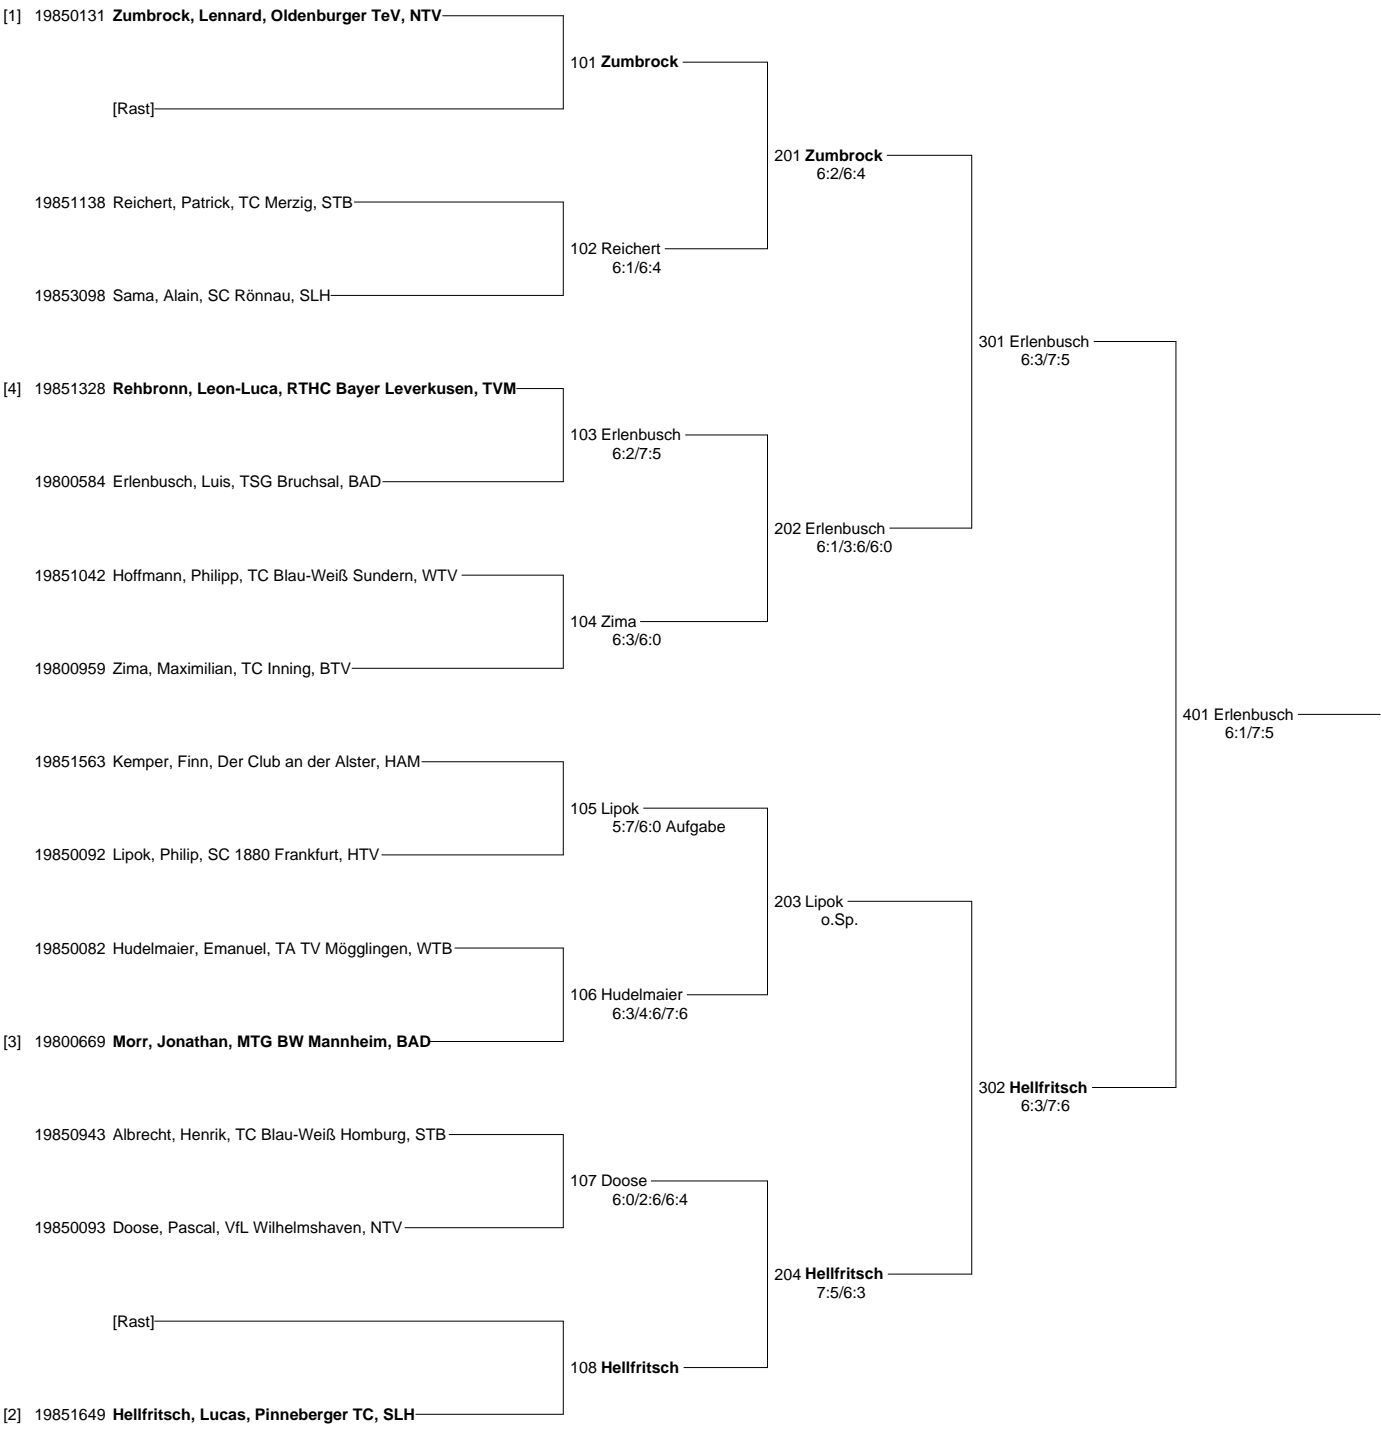 [1] 19850131 Zumbrock, Lennard, Oldenburger TeV, NTV
101 Zumbrock
[Rast]
201 Zumbrock
6:2/6:4
19851138 Reichert, Patrick, TC Merzig, STB
102 Reichert
6:1/6:4
19853098 Sama, Alain, SC Rönnau, SLH
301 Erlenbusch
6:3/7:5
[4] 19851328 Rehbronn, Leon-Luca, RTHC Bayer Leverkusen, TVM
103 Erlenbusch
6:2/7:5
19800584 Erlenbusch, Luis, TSG Bruchsal, BAD
202 Erlenbusch
6:1/3:6/6:0
19851042 Hoffmann, Philipp, TC Blau-Weiß Sundern, WTV
104 Zima
6:3/6:0
19800959 Zima, Maximilian, TC Inning, BTV
401 Erlenbusch
6:1/7:5
19851563 Kemper, Finn, Der Club an der Alster, HAM
105 Lipok
5:7/6:0 Aufgabe
19850092 Lipok, Philip, SC 1880 Frankfurt, HTV
203 Lipok
o.Sp.
19850082 Hudelmaier, Emanuel, TA TV Mögglingen, WTB
106 Hudelmaier
6:3/4:6/7:6
[3] 19800669 Morr, Jonathan, MTG BW Mannheim, BAD
302 Hellfritsch
6:3/7:6
19850943 Albrecht, Henrik, TC Blau-Weiß Homburg, STB
107 Doose
6:0/2:6/6:4
19850093 Doose, Pascal, VfL Wilhelmshaven, NTV
204 Hellfritsch
7:5/6:3
[Rast]
108 Hellfritsch
[2] 19851649 Hellfritsch, Lucas, Pinneberger TC, SLH